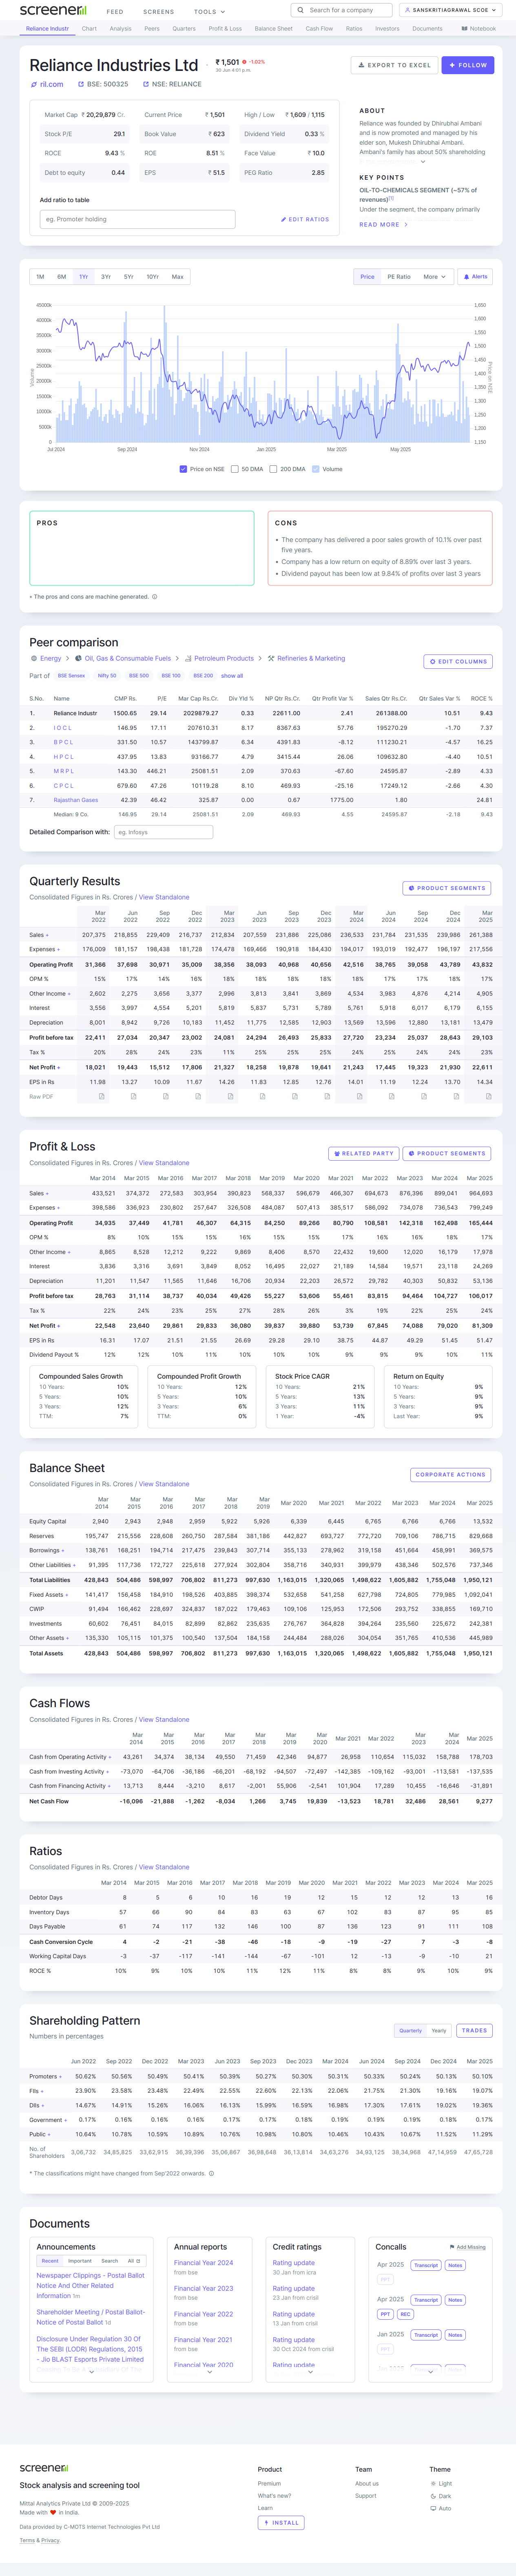 screener
FEED SCREENS TOOLS
Search for a company
SANSKRITIAGRAWAL SCOE
Reliance Industr Chart Analysis Peers Quarters Profit & Loss Balance Sheet Cash Flow Ratios Investors Documents Notebook
Reliance Industries Ltd
₹ 1,501 -1.02%
30 Jun 4:01 p.m.
EXPORT TO EXCEL
FOLLOW
ril.com BSE: 500325 NSE: RELIANCE
Market Cap ₹ 20,29,879 Cr.
Current Price ₹ 1,501
High / Low ₹ 1,609 / 1,115
Stock P/E 29.1
Book Value ₹ 623
Dividend Yield 0.33 %
ROCE 9.43 %
ROE 8.51 %
Face Value ₹ 10.0
Debt to equity 0.44
EPS ₹ 51.5
PEG Ratio 2.85
Add ratio to table
eg. Promoter holding
EDIT RATIOS
ABOUT
Reliance was founded by Dhirubhai Ambani
and is now promoted and managed by his
elder son, Mukesh Dhirubhai Ambani.
Ambani's family has about 50% shareholding
KEY POINTS
OIL-TO-CHEMICALS SEGMENT (~57% of
revenues)[1]
Under the segment, the company primarily
READ MORE
1M 6M 1Yr 3Yr 5Yr 10Yr Max
Price PE Ratio More
Alerts
45000k
40000k
35000k
30000k
25000k
20000k
15000k
10000k
5000k
0
Volume
1,650
1,600
1,550
1,500
1,450
1,400
1,350
1,300
1,250
1,200
1,150
Price on NSE
Jul 2024 Sep 2024 Nov 2024 Jan 2025 Mar 2025 May 2025
Price on NSE 50 DMA 200 DMA Volume
PROS
CONS
• The company has delivered a poor sales growth of 10.1% over past
five years.
• Company has a low return on equity of 8.89% over last 3 years.
• Dividend payout has been low at 9.84% of profits over last 3 years
* The pros and cons are machine generated.
Peer comparison
Energy > Oil, Gas & Consumable Fuels > Petroleum Products > Refineries & Marketing
EDIT COLUMNS
Part of BSE Sensex Nifty 50 BSE 500 BSE 100 BSE 200 show all
S.No. Name CMP Rs. P/E Mar Cap Rs.Cr. Div Yld % NP Qtr Rs.Cr. Qtr Profit Var % Sales Qtr Rs.Cr. Qtr Sales Var % ROCE %
1. Reliance Industr 1500.65 29.14 2029879.27 0.33 22611.00 2.41 261388.00 10.51 9.43
2. I O C L 146.95 17.11 207610.31 8.17 8367.63 57.76 195270.29 -1.70 7.37
3. B P C L 331.50 10.57 143799.87 6.34 4391.83 -8.12 111230.21 -4.57 16.25
4. H P C L 437.95 13.83 93166.77 4.79 3415.44 26.06 109632.80 -4.40 10.51
5. M R P L 143.30 446.21 25081.51 2.09 370.63 -67.60 24595.87 -2.89 4.33
6. C P C L 679.60 47.26 10119.28 8.10 469.93 -25.16 17249.12 -2.66 4.30
7. Rajasthan Gases 42.39 46.42 325.87 0.00 0.67 1775.00 1.80 24.81
Median: 9 Co. 146.95 29.14 25081.51 2.09 469.93 4.55 24595.87 -2.18 9.43
Detailed Comparison with: eg. Infosys
Quarterly Results
PRODUCT SEGMENTS
Consolidated Figures in Rs. Crores / View Standalone
Mar 2022 Jun 2022 Sep 2022 Dec 2022 Mar 2023 Jun 2023 Sep 2023 Dec 2023 Mar 2024 Jun 2024 Sep 2024 Dec 2024 Mar 2025
Sales + 207,375 218,855 229,409 216,737 212,834 207,559 231,886 225,086 236,533 231,784 231,535 239,986 261,388
Expenses + 176,009 181,157 198,438 181,728 174,478 169,466 190,918 184,430 194,017 193,019 192,477 196,197 217,556
Operating Profit 31,366 37,698 30,971 35,009 38,356 38,093 40,968 40,656 42,516 38,765 39,058 43,789 43,832
OPM % 15% 17% 14% 16% 18% 18% 18% 18% 18% 17% 17% 18% 17%
Other Income + 2,602 2,275 3,656 3,377 2,996 3,813 3,841 3,869 4,534 3,983 4,876 4,214 4,905
Interest 3,556 3,997 4,554 5,201 5,819 5,837 5,731 5,789 5,761 5,918 6,017 6,179 6,155
Depreciation 8,001 8,942 9,726 10,183 11,452 11,775 12,585 12,903 13,569 13,596 12,880 13,181 13,479
Profit before tax 22,411 27,034 20,347 23,002 24,081 24,294 26,493 25,833 27,720 23,234 25,037 28,643 29,103
Tax % 20% 28% 24% 23% 11% 25% 25% 25% 24% 25% 24% 24% 23%
Net Profit + 18,021 19,443 15,512 17,806 21,327 18,258 19,878 19,641 21,243 17,445 19,323 21,930 22,611
EPS in Rs 11.98 13.27 10.09 11.67 14.26 11.83 12.85 12.76 14.01 11.19 12.24 13.70 14.34
Raw PDF
Profit & Loss
RELATED PARTY
PRODUCT SEGMENTS
Consolidated Figures in Rs. Crores / View Standalone
Mar 2014 Mar 2015 Mar 2016 Mar 2017 Mar 2018 Mar 2019 Mar 2020 Mar 2021 Mar 2022 Mar 2023 Mar 2024 Mar 2025
Sales + 433,521 374,372 272,583 303,954 390,823 568,337 596,679 466,307 694,673 876,396 899,041 964,693
Expenses + 398,586 336,923 230,802 257,647 326,508 484,087 507,413 385,517 586,092 734,078 736,543 799,249
Operating Profit 34,935 37,449 41,781 46,307 64,315 84,250 89,266 80,790 108,581 142,318 162,498 165,444
OPM % 8% 10% 15% 15% 16% 15% 15% 17% 16% 16% 18% 17%
Other Income + 8,865 8,528 12,212 9,222 9,869 8,406 8,570 22,432 19,600 12,020 16,179 17,978
Interest 3,836 3,316 3,691 3,849 8,052 16,495 22,027 21,189 14,584 19,571 23,118 24,269
Depreciation 11,201 11,547 11,565 11,646 16,706 20,934 22,203 26,572 29,782 40,303 50,832 53,136
Profit before tax 28,763 31,114 38,737 40,034 49,426 55,227 53,606 55,461 83,815 94,464 104,727 106,017
Tax % 22% 24% 23% 25% 27% 28% 26% 3% 19% 22% 25% 24%
Net Profit + 22,548 23,640 29,861 29,833 36,080 39,837 39,880 53,739 67,845 74,088 79,020 81,309
EPS in Rs 16.31 17.07 21.51 21.55 26.69 29.28 29.10 38.75 44.87 49.29 51.45 51.47
Dividend Payout % 12% 12% 10% 11% 10% 10% 10% 9% 9% 9% 10% 11%
Compounded Sales Growth
10 Years: 10%
5 Years: 10%
3 Years: 12%
TTM: 7%
Compounded Profit Growth
10 Years: 12%
5 Years: 10%
3 Years: 6%
TTM: 0%
Stock Price CAGR
10 Years: 21%
5 Years: 13%
3 Years: 11%
1 Year: -4%
Return on Equity
10 Years: 9%
5 Years: 9%
3 Years: 9%
Last Year: 9%
Balance Sheet
CORPORATE ACTIONS
Consolidated Figures in Rs. Crores / View Standalone
Mar 2014 Mar 2015 Mar 2016 Mar 2017 Mar 2018 Mar 2019 Mar 2020 Mar 2021 Mar 2022 Mar 2023 Mar 2024 Mar 2025
Equity Capital 2,940 2,943 2,948 2,959 5,922 5,926 6,339 6,445 6,765 6,766 6,766 13,532
Reserves 195,747 215,556 228,608 260,750 287,584 381,186 442,827 693,727 772,720 709,106 786,715 829,668
Borrowings + 138,761 168,251 194,714 217,475 239,843 307,714 355,133 278,962 319,158 451,664 458,991 369,575
Other Liabilities + 91,395 117,736 172,727 225,618 277,924 302,804 358,716 340,931 399,979 438,346 502,576 737,346
Total Liabilities 428,843 504,486 598,997 706,802 811,273 997,630 1,163,015 1,320,065 1,498,622 1,605,882 1,755,048 1,950,121
Fixed Assets + 141,417 156,458 184,910 198,526 403,885 398,374 532,658 541,258 627,798 724,805 779,985 1,092,041
CWIP 91,494 166,462 228,697 324,837 187,022 179,463 109,106 125,953 172,506 293,752 338,855 169,710
Investments 60,602 76,451 84,015 82,899 82,862 235,635 276,767 364,828 394,264 235,560 225,672 242,381
Other Assets + 135,330 105,115 101,375 100,540 137,504 184,158 244,484 288,026 304,054 351,765 410,536 445,989
Total Assets 428,843 504,486 598,997 706,802 811,273 997,630 1,163,015 1,320,065 1,498,622 1,605,882 1,755,048 1,950,121
Cash Flows
Consolidated Figures in Rs. Crores / View Standalone
Mar 2014 Mar 2015 Mar 2016 Mar 2017 Mar 2018 Mar 2019 Mar 2020 Mar 2021 Mar 2022 Mar 2023 Mar 2024 Mar 2025
Cash from Operating Activity + 43,261 34,374 38,134 49,550 71,459 42,346 94,877 26,958 110,654 115,032 158,788 178,703
Cash from Investing Activity + -73,070 -64,706 -36,186 -66,201 -68,192 -94,507 -72,497 -142,385 -109,162 -93,001 -113,581 -137,535
Cash from Financing Activity + 13,713 8,444 -3,210 8,617 -2,001 55,906 -2,541 101,904 17,289 10,455 -16,646 -31,891
Net Cash Flow -16,096 -21,888 -1,262 -8,034 1,266 3,745 19,839 -13,523 18,781 32,486 28,561 9,277
Ratios
Consolidated Figures in Rs. Crores / View Standalone
Mar 2014 Mar 2015 Mar 2016 Mar 2017 Mar 2018 Mar 2019 Mar 2020 Mar 2021 Mar 2022 Mar 2023 Mar 2024 Mar 2025
Debtor Days 8 5 6 10 16 19 12 15 12 12 13 16
Inventory Days 57 66 90 84 83 63 67 102 83 87 95 85
Days Payable 61 74 117 132 146 100 87 136 123 91 111 108
Cash Conversion Cycle 4 -2 -21 -38 -46 -18 -9 -19 -27 7 -3 -8
Working Capital Days -3 -37 -117 -141 -144 -67 -101 12 -13 -9 -10 21
ROCE % 10% 9% 10% 10% 11% 12% 11% 8% 8% 9% 10% 9%
Shareholding Pattern
Numbers in percentages
Quarterly Yearly TRADES
Jun 2022 Sep 2022 Dec 2022 Mar 2023 Jun 2023 Sep 2023 Dec 2023 Mar 2024 Jun 2024 Sep 2024 Dec 2024 Mar 2025
Promoters + 50.62% 50.56% 50.49% 50.41% 50.39% 50.27% 50.30% 50.31% 50.33% 50.24% 50.13% 50.10%
FIIs + 23.90% 23.58% 23.48% 22.49% 22.55% 22.60% 22.13% 22.06% 21.75% 21.30% 19.16% 19.07%
DIIs + 14.67% 14.91% 15.26% 16.06% 16.13% 15.99% 16.59% 16.98% 17.30% 17.61% 19.02% 19.36%
Government + 0.17% 0.16% 0.16% 0.16% 0.17% 0.17% 0.18% 0.19% 0.19% 0.19% 0.18% 0.17%
Public + 10.64% 10.78% 10.59% 10.89% 10.76% 10.98% 10.80% 10.46% 10.43% 10.67% 11.52% 11.29%
No. of Shareholders 3,06,732 34,85,825 33,62,915 36,39,396 35,06,867 36,98,648 36,13,814 34,63,276 34,93,125 38,34,968 47,14,959 47,65,728
* The classifications might have changed from Sep'2022 onwards.
Documents
Announcements
Recent Important Search All
Newspaper Clippings - Postal Ballot
Notice And Other Related
Information 1m
Shareholder Meeting / Postal Ballot-
Notice of Postal Ballot 1d
Disclosure Under Regulation 30 Of
The SEBI (LODR) Regulations, 2015
- Jio BLAST Esports Private Limited
Annual reports
Financial Year 2024
from bse
Financial Year 2023
from bse
Financial Year 2022
from bse
Financial Year 2021
from bse
Financial Year 2020
Credit ratings
Rating update
30 Jan from icra
Rating update
23 Jan from crisil
Rating update
13 Jan from crisil
Rating update
30 Oct 2024 from crisil
Rating update
Concalls
Add Missing
Apr 2025 Transcript Notes
PPT
Apr 2025 Transcript Notes
PPT REC
Jan 2025 Transcript Notes
PPT
screener
Stock analysis and screening tool
Mittal Analytics Private Ltd © 2009-2025
Made with ❤ in India.
Data provided by C-MOTS Internet Technologies Pvt Ltd
Terms & Privacy.
Product
Premium
What's new?
Learn
INSTALL
Team
About us
Support
Theme
Light
Dark
Auto